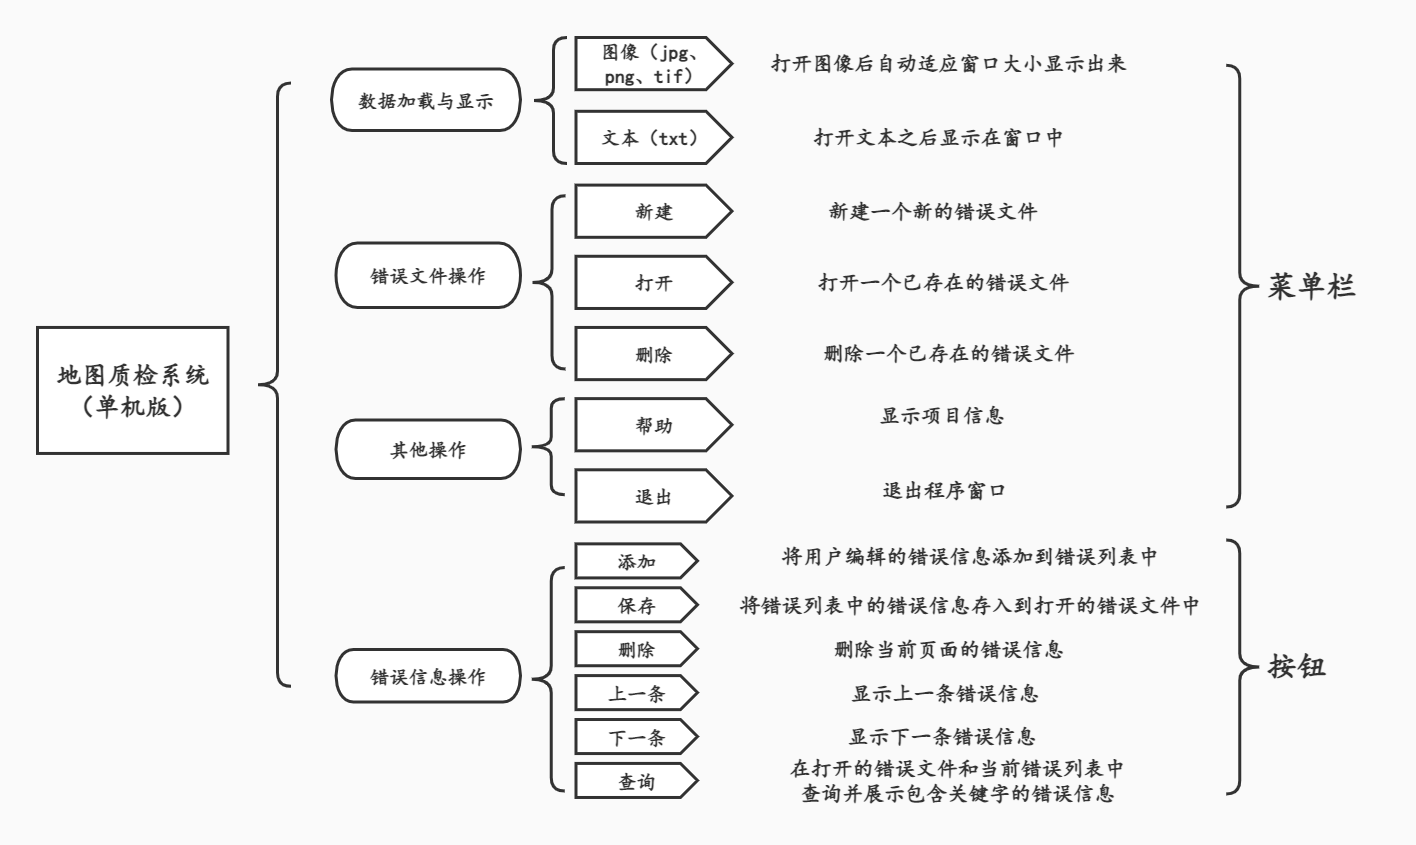 地图质检系统
（单机版）
数据加载与显示
图像（jpg、
png、tif）
打开图像后自动适应窗口大小显示出来
文本（txt）
打开文本之后显示在窗口中
错误文件操作
新建
新建一个新的错误文件
打开
打开一个已存在的错误文件
删除
删除一个已存在的错误文件
其他操作
帮助
显示项目信息
退出
退出程序窗口
菜单栏
错误信息操作
添加
将用户编辑的错误信息添加到错误列表中
保存
将错误列表中的错误信息存入到打开的错误文件中
删除
删除当前页面的错误信息
上一条
显示上一条错误信息
下一条
显示下一条错误信息
查询
在打开的错误文件和当前错误列表中
查询并展示包含关键字的错误信息
按钮